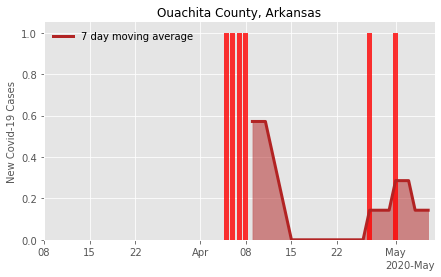 Ouachita County, Arkansas
7 day moving average
New Covid-19 Cases
1.0
0.8
0.6
0.4
0.2
0.0
08 15 22 Apr 08 15 22 May
2020-May